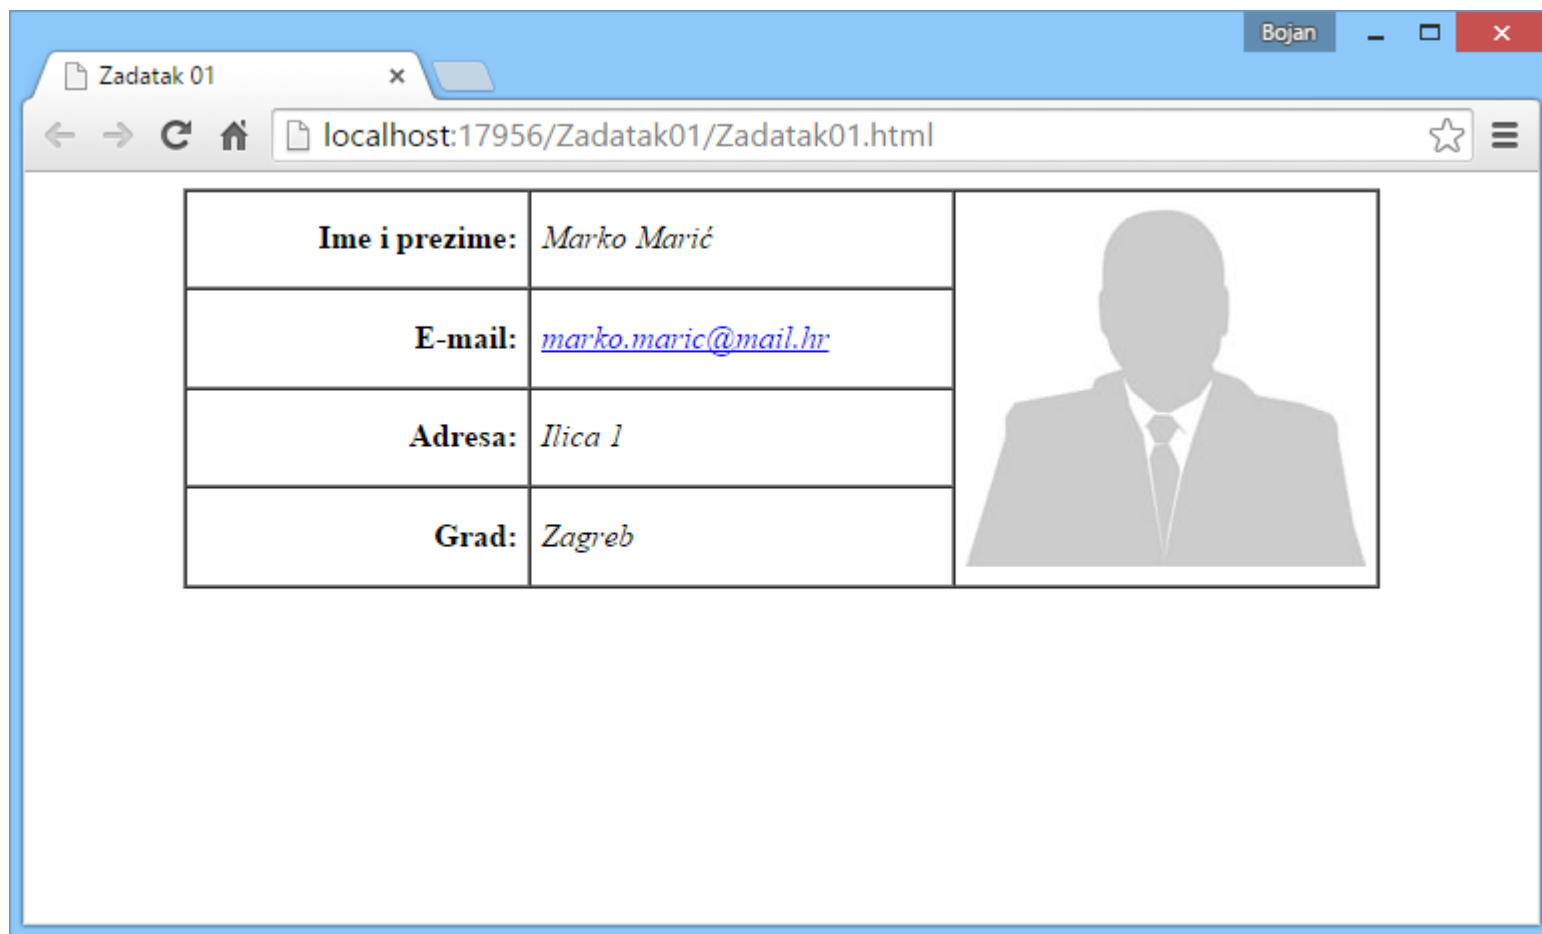 Bojan
Zadatak 01
localhost:17956/Zadatak01/Zadatak01.html
Ime i prezime: Marko Marić
E-mail: marko.maric@mail.hr
Adresa: Ilica 1
Grad: Zagreb